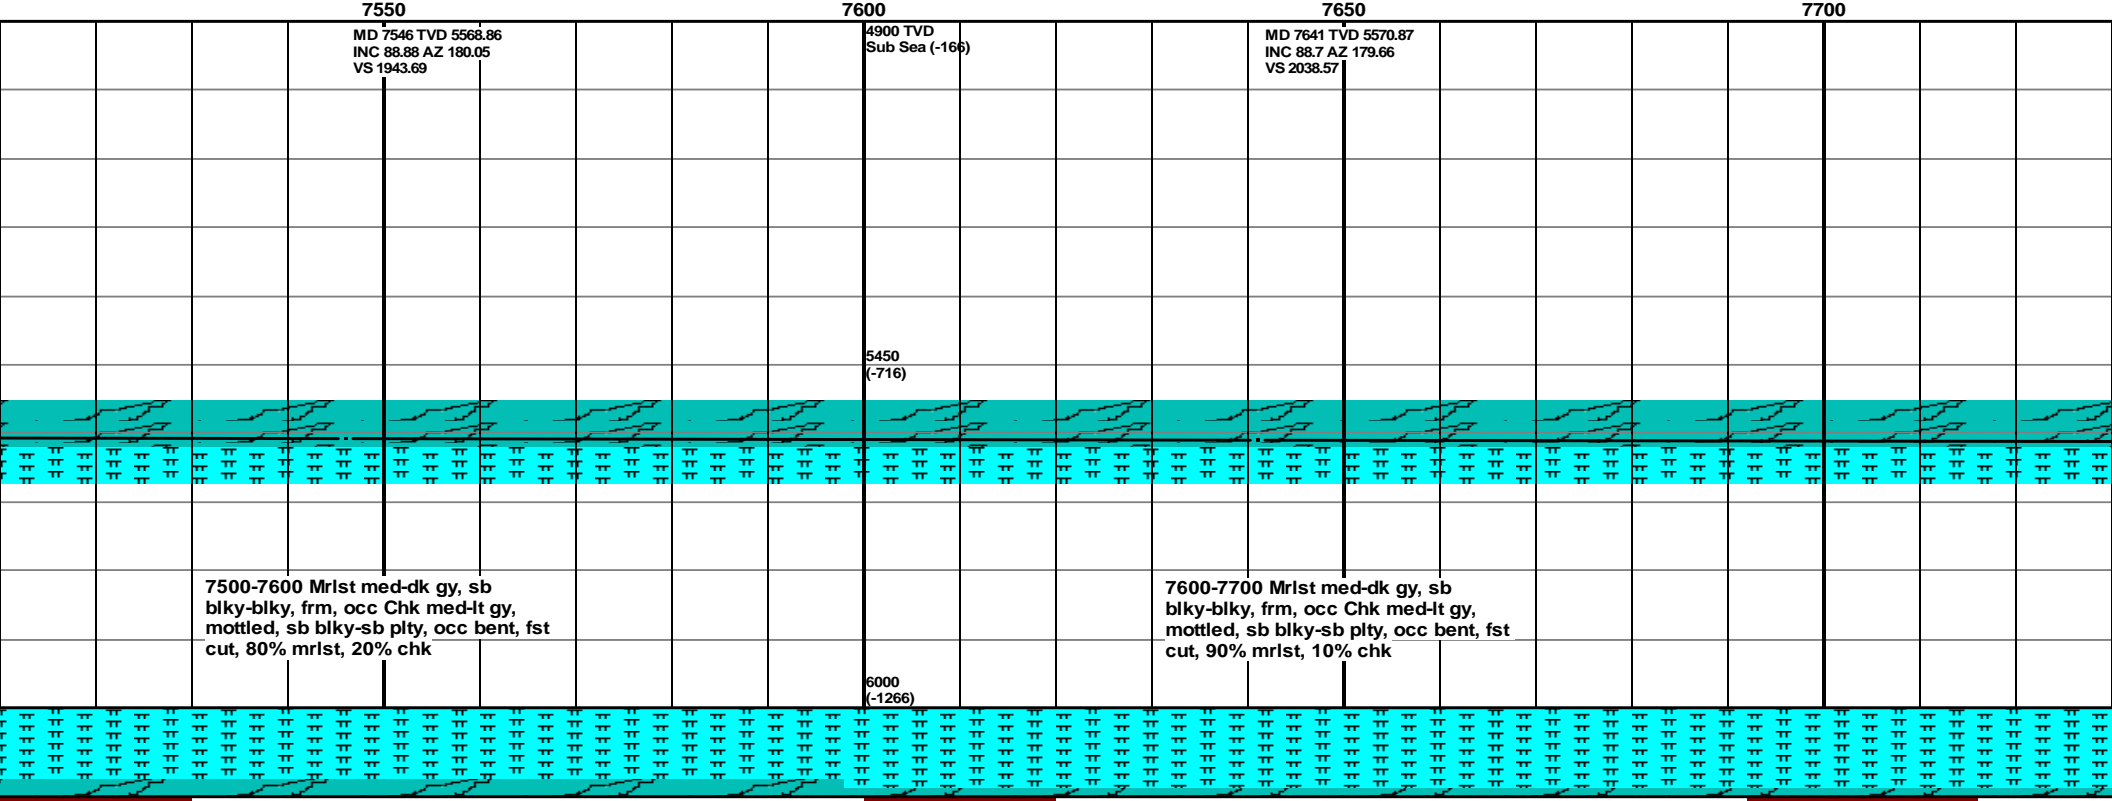 7550
7600
7650
7700
MD 7546 TVD 5568.86
INC 88.88 AZ 180.05
VS 1943.69
4900 TVD
Sub Sea (-166)
MD 7641 TVD 5570.87
INC 88.7 AZ 179.66
VS 2038.57
5450
(-716)
7500-7600 Mrlst med-dk gy, sb
blky-blky, frm, occ Chk med-lt gy,
mottled, sb blky-sb plty, occ bent, fst
cut, 80% mrlst, 20% chk
7600-7700 Mrlst med-dk gy, sb
blky-blky, frm, occ Chk med-lt gy,
mottled, sb blky-sb plty, occ bent, fst
cut, 90% mrlst, 10% chk
6000
(-1266)